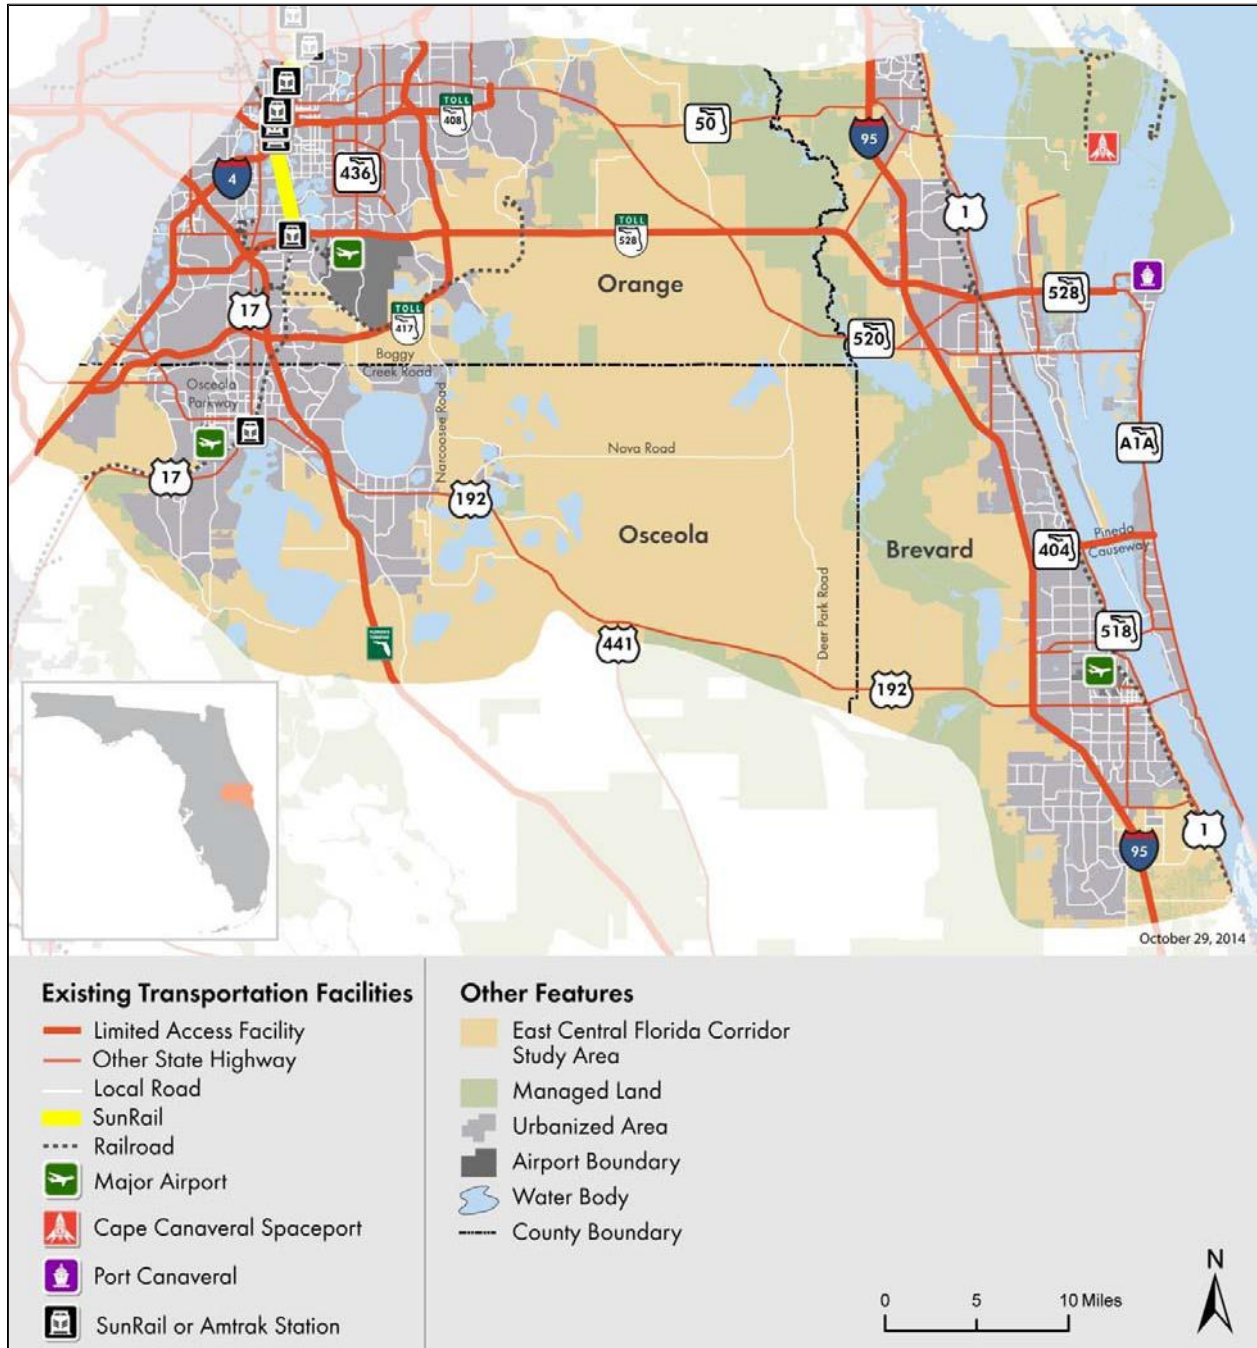 TOLL
408
50
95
436
4
1
TOLL
528
Orange
528
17
TOLL
417
520
Boggy
Creek Road
Osceola
Parkway
Narcoossee Road
A1A
Nova Road
17
192
Osceola
Brevard
404
Pineda
Causeway
Deer Park Road
518
441
192
1
95
October 29, 2014
Existing Transportation Facilities
Limited Access Facility
Other State Highway
Local Road
SunRail
Railroad
Major Airport
Cape Canaveral Spaceport
Port Canaveral
SunRail or Amtrak Station
Other Features
East Central Florida Corridor
Study Area
Managed Land
Urbanized Area
Airport Boundary
Water Body
County Boundary
N
0 5 10 Miles